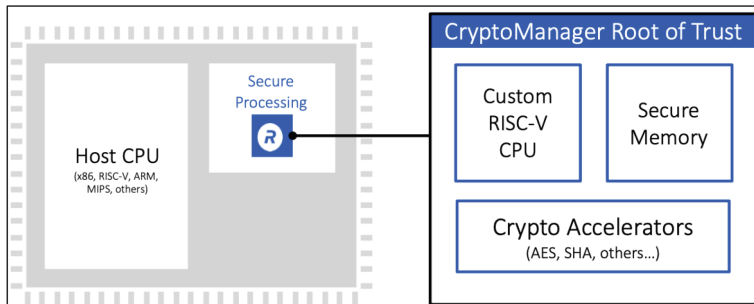 CryptoManager Root of Trust
Secure
Processing
R
Host CPU
(x86, RISC-V, ARM,
MIPS, others)
Custom
RISC-V
CPU
Secure
Memory
Crypto Accelerators
(AES, SHA, others...)